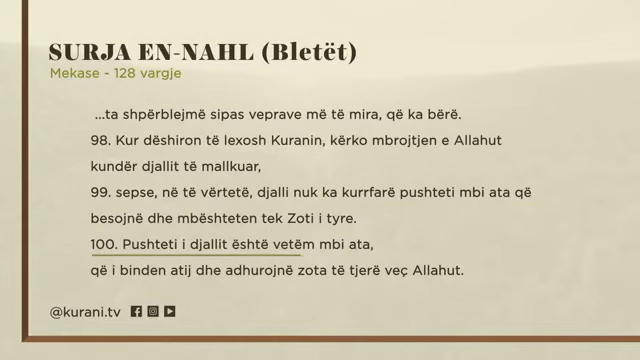 SURJA EN-NAHL (Bletët)
Mekase - 128 vargje
...ta shpërblejmë sipas veprave më të mira, që ka bërë.
98. Kur dëshiron të lexosh Kuranin, kërko mbrojtjen e Allahut
kundër djallit të mallkuar,
99. sepse, në të vërtetë, djalli nuk ka kurrfarë pushteti mbi ata që
besojnë dhe mbështeten tek Zoti i tyre.
100. Pushteti i djallit është vetëm mbi ata,
që i binden atij dhe adhurojnë zota të tjerë veç Allahut.
@kurani.tv